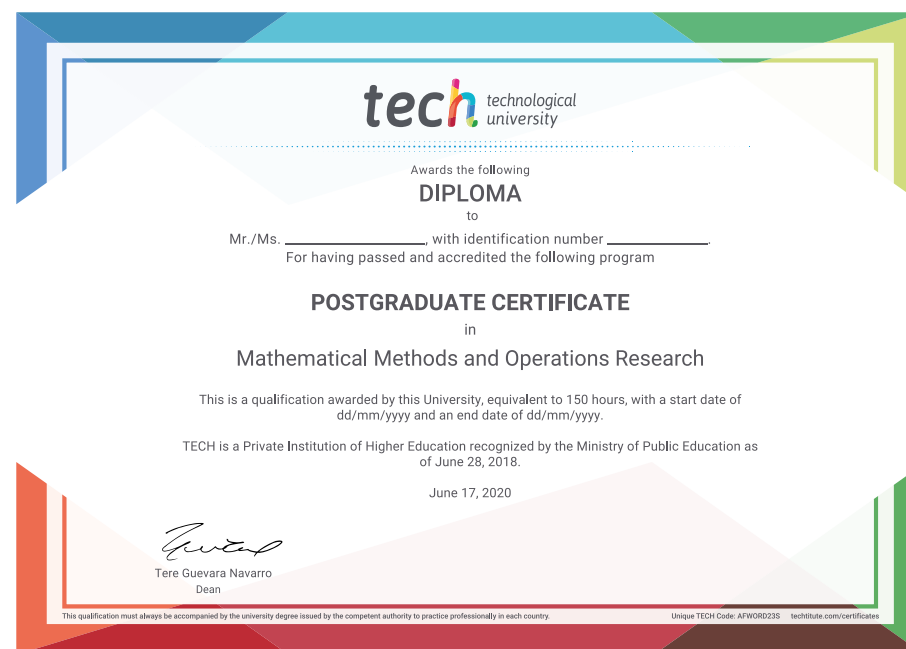 tech technological
university
Awards the following
DIPLOMA
to
Mr./Ms. ____________________, with identification number ______________.
For having passed and accredited the following program
POSTGRADUATE CERTIFICATE
in
Mathematical Methods and Operations Research
This is a qualification awarded by this University, equivalent to 150 hours, with a start date of
dd/mm/yyyy and an end date of dd/mm/yyyy.
TECH is a Private Institution of Higher Education recognized by the Ministry of Public Education as
of June 28, 2018.
June 17, 2020
Tere Guevara Navarro
Dean
This qualification must always be accompanied by the university degree issued by the competent authority to practice professionally in each country. Unique TECH Code: AFWORD23S techtitute.com/certificates